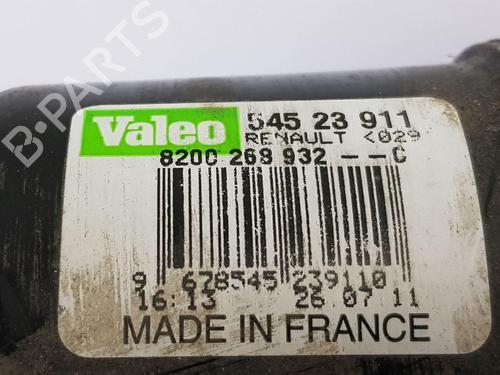 B-PARTS
Valeo
545 23 911
RENAULT <029
8200 268 932 -- C
9 678545 239110
16:13 26 07 11
MADE IN FRANCE
B-PARTS